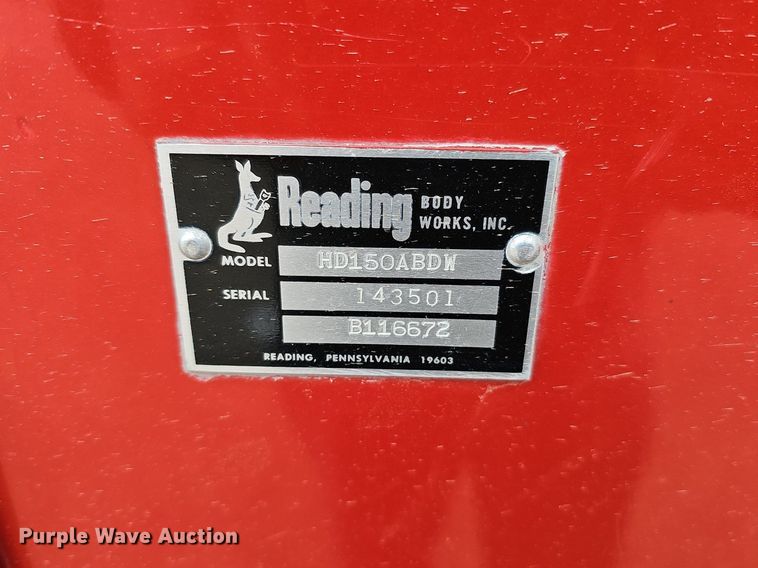 Reading BODY WORKS, INC.
MODEL HD150ABDW
SERIAL 143501
B116672
READING, PENNSYLVANIA 19603
Purple Wave Auction